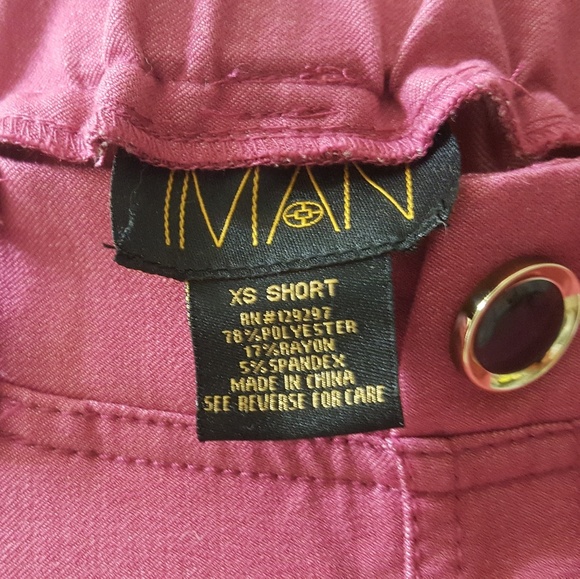 IMAN
XS SHORT
RN#129297
78%POLYESTER
17%RAYON
5%SPANDEX
MADE IN CHINA
SEE REVERSE FOR CARE